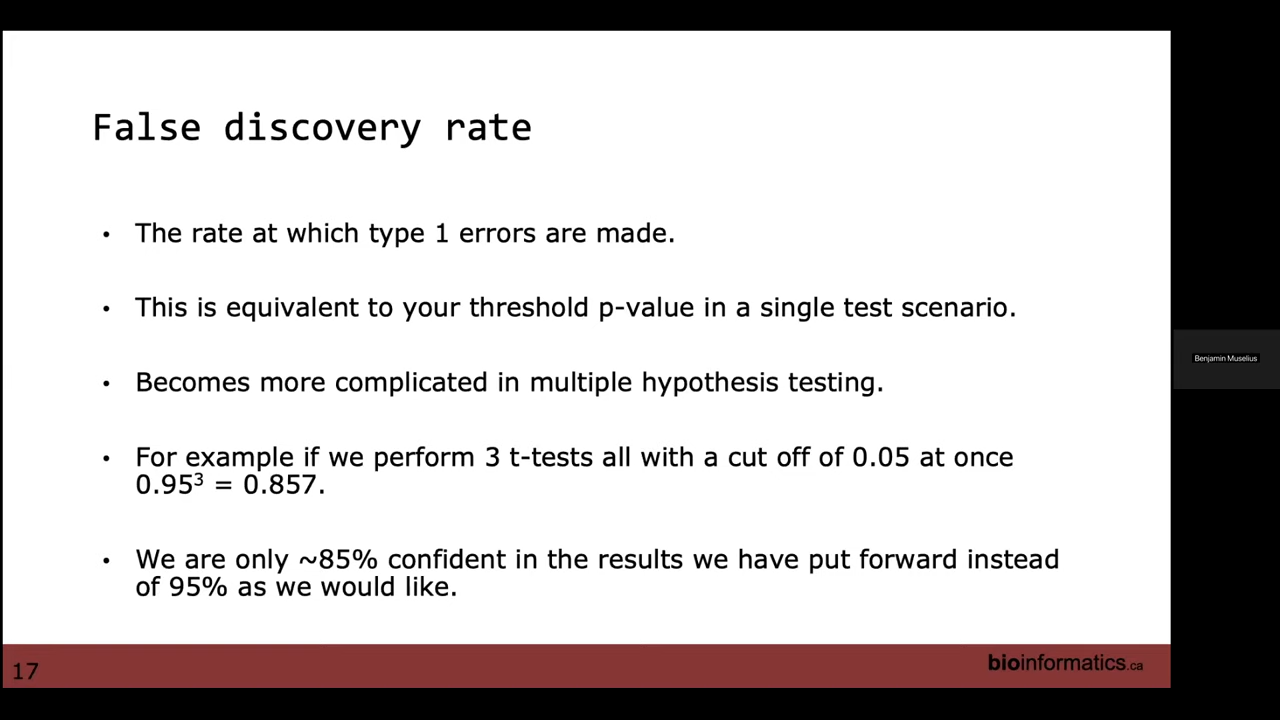 False discovery rate
• The rate at which type 1 errors are made.
• This is equivalent to your threshold p-value in a single test scenario.
• Becomes more complicated in multiple hypothesis testing.
• For example if we perform 3 t-tests all with a cut off of 0.05 at once
0.95³ = 0.857.
• We are only ~85% confident in the results we have put forward instead
of 95% as we would like.
17
bioinformatics.ca
Benjamin Muselius